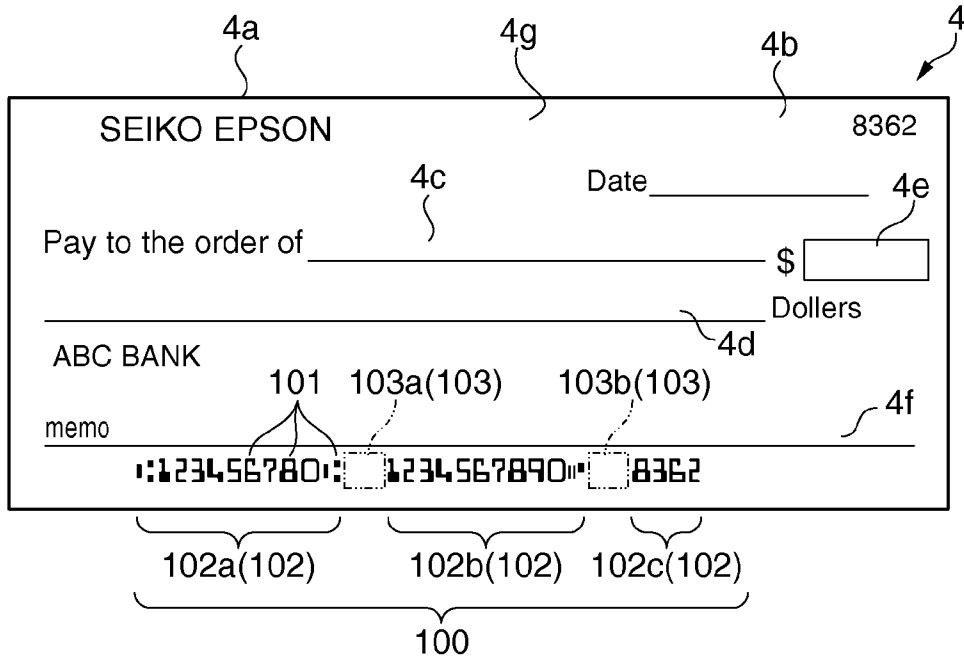 4
4a 4g 4b
SEIKO EPSON 8362
4c Date 4e
Pay to the order of $
Dollers
4d
ABC BANK
101 103a(103) 103b(103) 4f
memo
⑆123456780⑆ 1234567890⑈ 8362
102a(102) 102b(102) 102c(102)
100